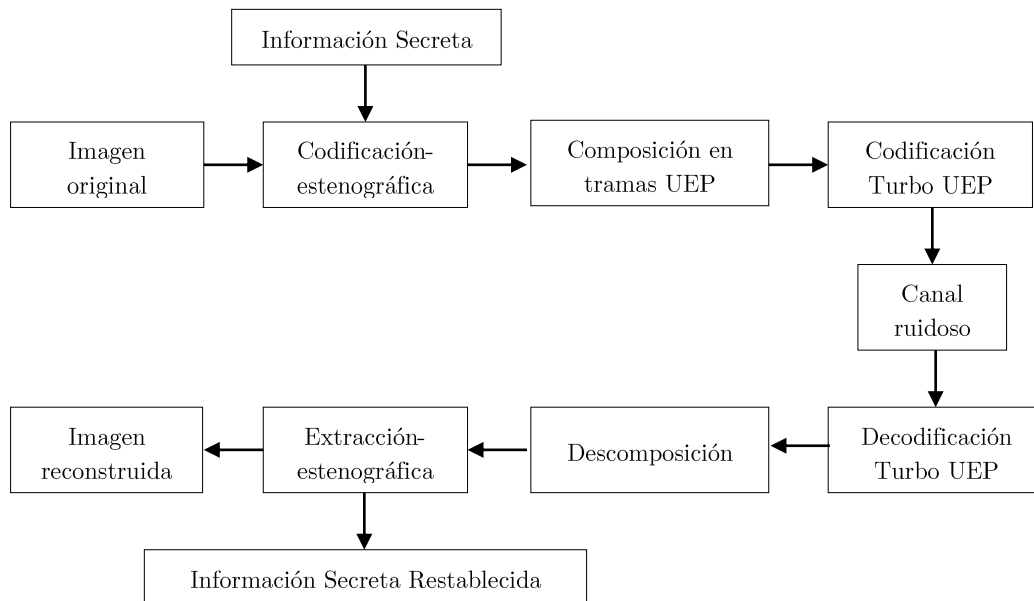 Información Secreta
Imagen
original
Codificación-
estenográfica
Composición en
tramas UEP
Codificación
Turbo UEP
Canal
ruidoso
Imagen
reconstruida
Extracción-
estenográfica
Descomposición
Decodificación
Turbo UEP
Información Secreta Restablecida